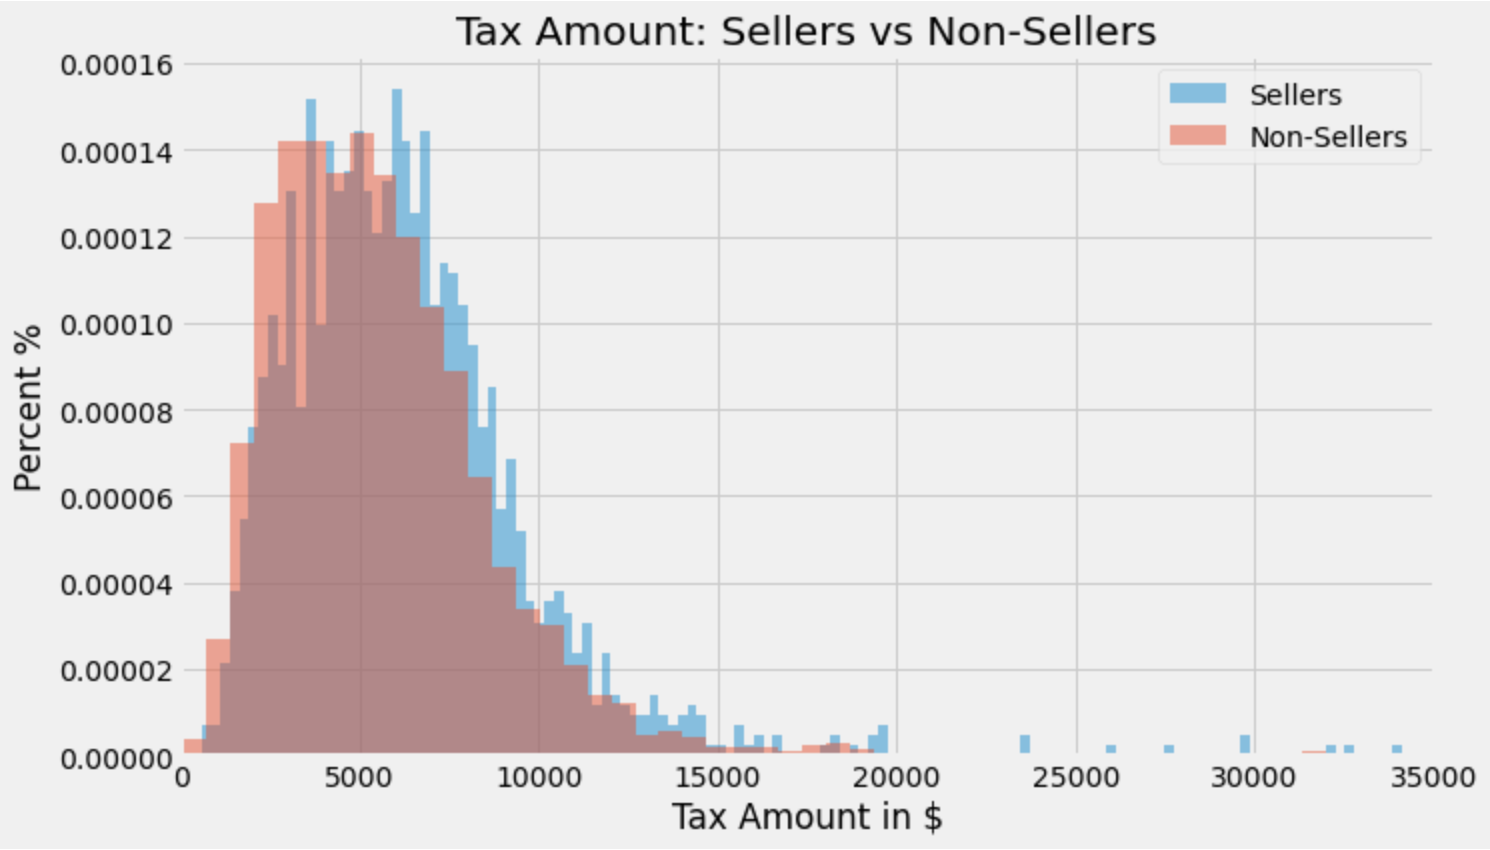 Tax Amount: Sellers vs Non-Sellers
0.00016
0.00014
0.00012
0.00010
0.00008
0.00006
0.00004
0.00002
0.00000
Percent %
Sellers
Non-Sellers
0 5000 10000 15000 20000 25000 30000 35000
Tax Amount in $